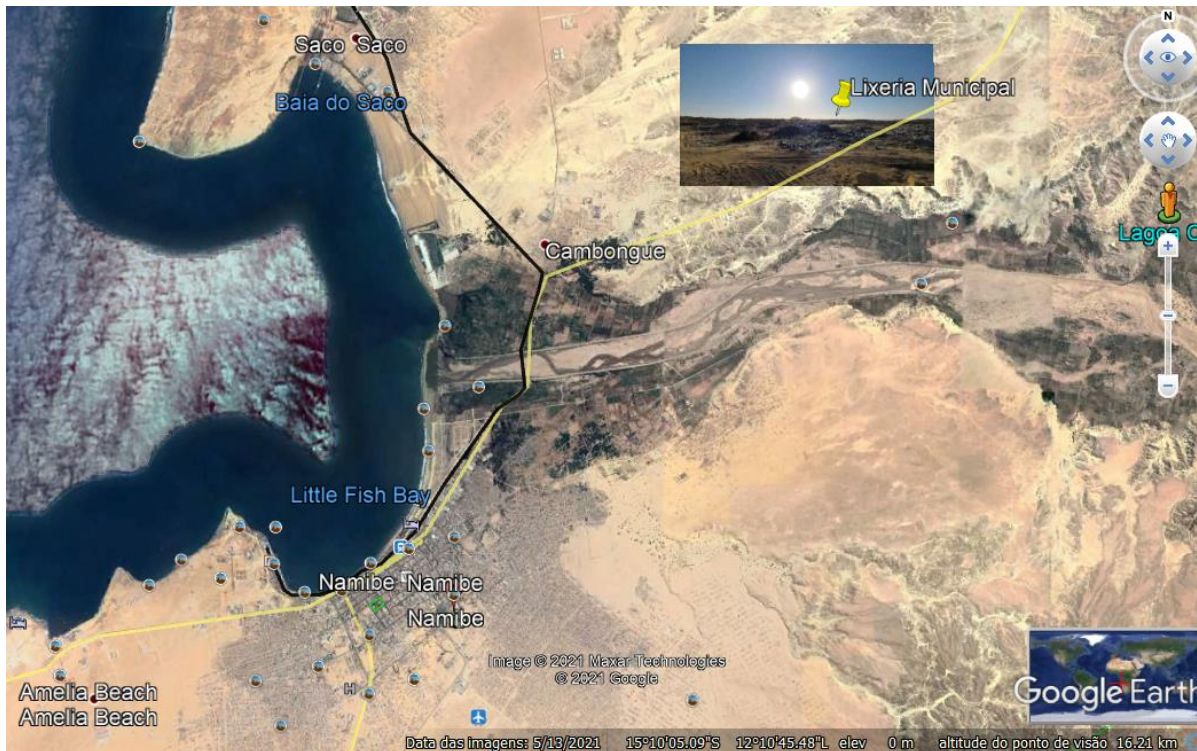 N
Saco Saco
Baia do Saco
Lixeria Municipal
Cambongue
Little Fish Bay
Namibe Namibe
Namibe
Image © 2021 Maxar Technologies
© 2021 Google
Amelia Beach
Amelia Beach
H
Google Earth
Data das imagens: 5/13/2021 15°10'05.09"S 12°10'45.48"L elev 0 m altitude do ponto de visão 16.21 km